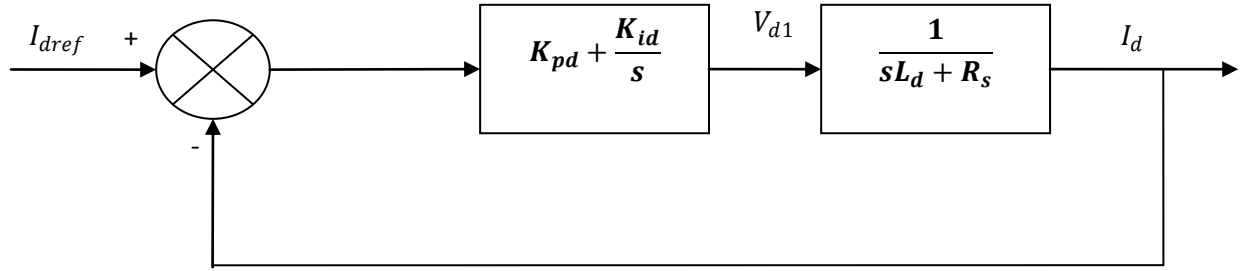 I_dref
+
K_pd + K_id/s
V_d1
1/(sL_d + R_s)
I_d
-